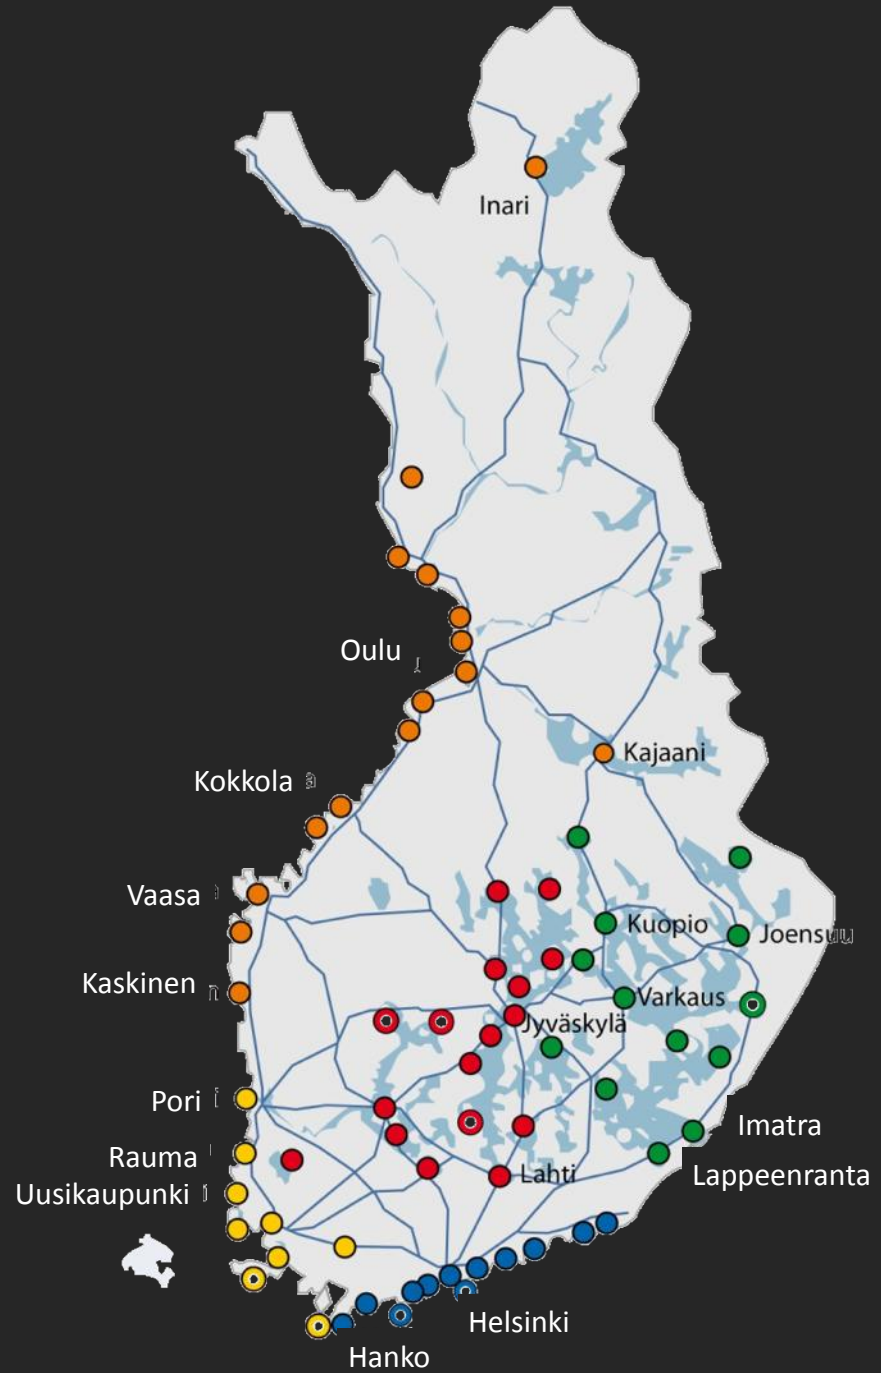 Inari
Oulu
Kajaani
Kokkola
Vaasa
Kuopio
Joensuu
Kaskinen
Varkaus
Jyväskylä
Pori
Imatra
Rauma
Lahti
Lappeenranta
Uusikaupunki
Helsinki
Hanko